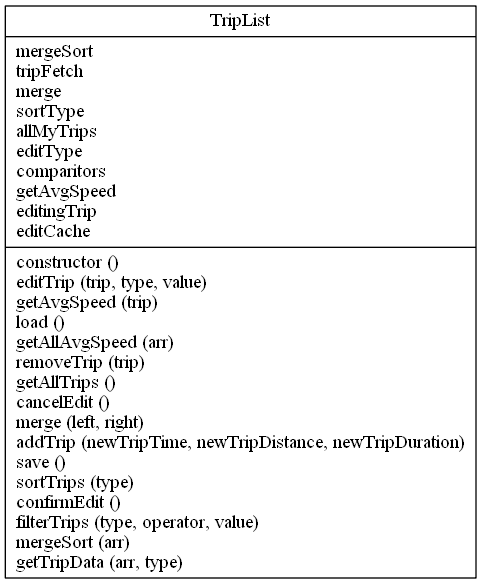 TripList
mergeSort
tripFetch
merge
sortType
allMyTrips
editType
comparitors
getAvgSpeed
editingTrip
editCache
constructor ()
editTrip (trip, type, value)
getAvgSpeed (trip)
load ()
getAllAvgSpeed (arr)
removeTrip (trip)
getAllTrips ()
cancelEdit ()
merge (left, right)
addTrip (newTripTime, newTripDistance, newTripDuration)
save ()
sortTrips (type)
confirmEdit ()
filterTrips (type, operator, value)
mergeSort (arr)
getTripData (arr, type)